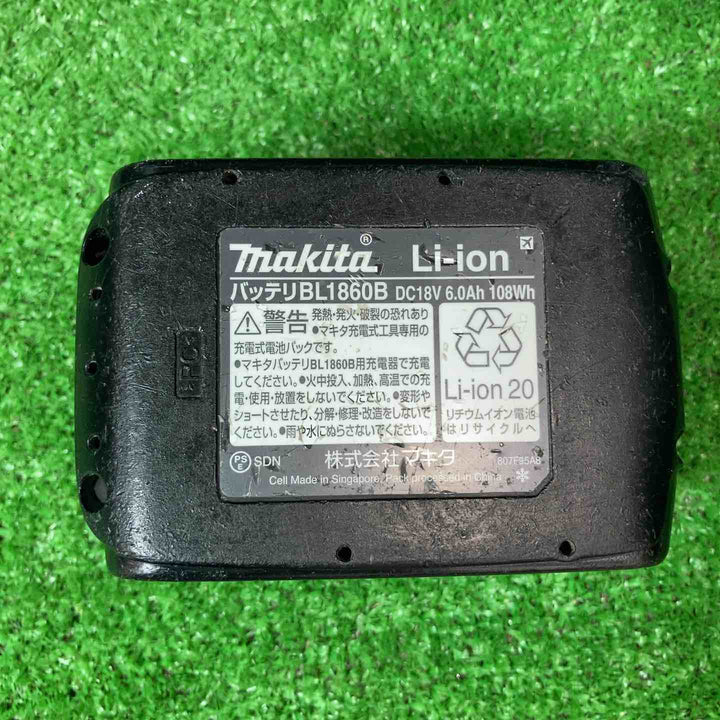 makita® Li-ion
バッテリBL1860B DC18V 6.0Ah 108Wh
警告 発熱・発火・破裂の恐れあり
●マキタ充電式工具専用の
充電式電池パックです。
●マキタバッテリBL1860B用充電器で充電
してください。●火中投入、加熱、高温での充
電・使用・放置をしないでください。●変形や
ショートさせたり、分解・修理・改造をしないで
ください。●雨や水にぬらさないでください。
Li-ion 20
リチウムイオン電池
はリサイクルへ
PS
E SDN 株式会社マキタ 807F95A8
Cell Made in Singapore, Pack processed in China
>PC<